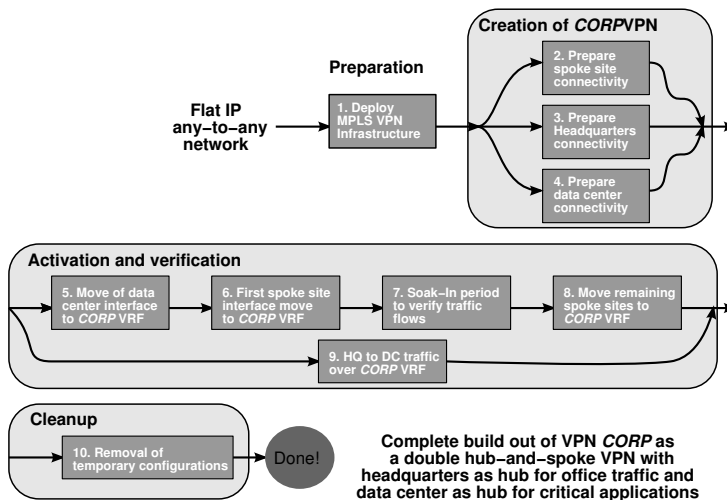 Creation of CORPVPN
Preparation
Flat IP
any−to−any
network
1. Deploy
MPLS VPN
Infrastructure
2. Prepare
spoke site
connectivity
3. Prepare
Headquarters
connectivity
4. Prepare
data center
connectivity
Activation and verification
5. Move of data
center interface
to CORP VRF
6. First spoke site
interface move
to CORP VRF
7. Soak−In period
to verify traffic
flows
8. Move remaining
spoke sites to
CORP VRF
9. HQ to DC traffic
over CORP VRF
Cleanup
10. Removal of
temporary configurations
Done!
Complete build out of VPN CORP as
a double hub−and−spoke VPN with
headquarters as hub for office traffic and
data center as hub for critical applications